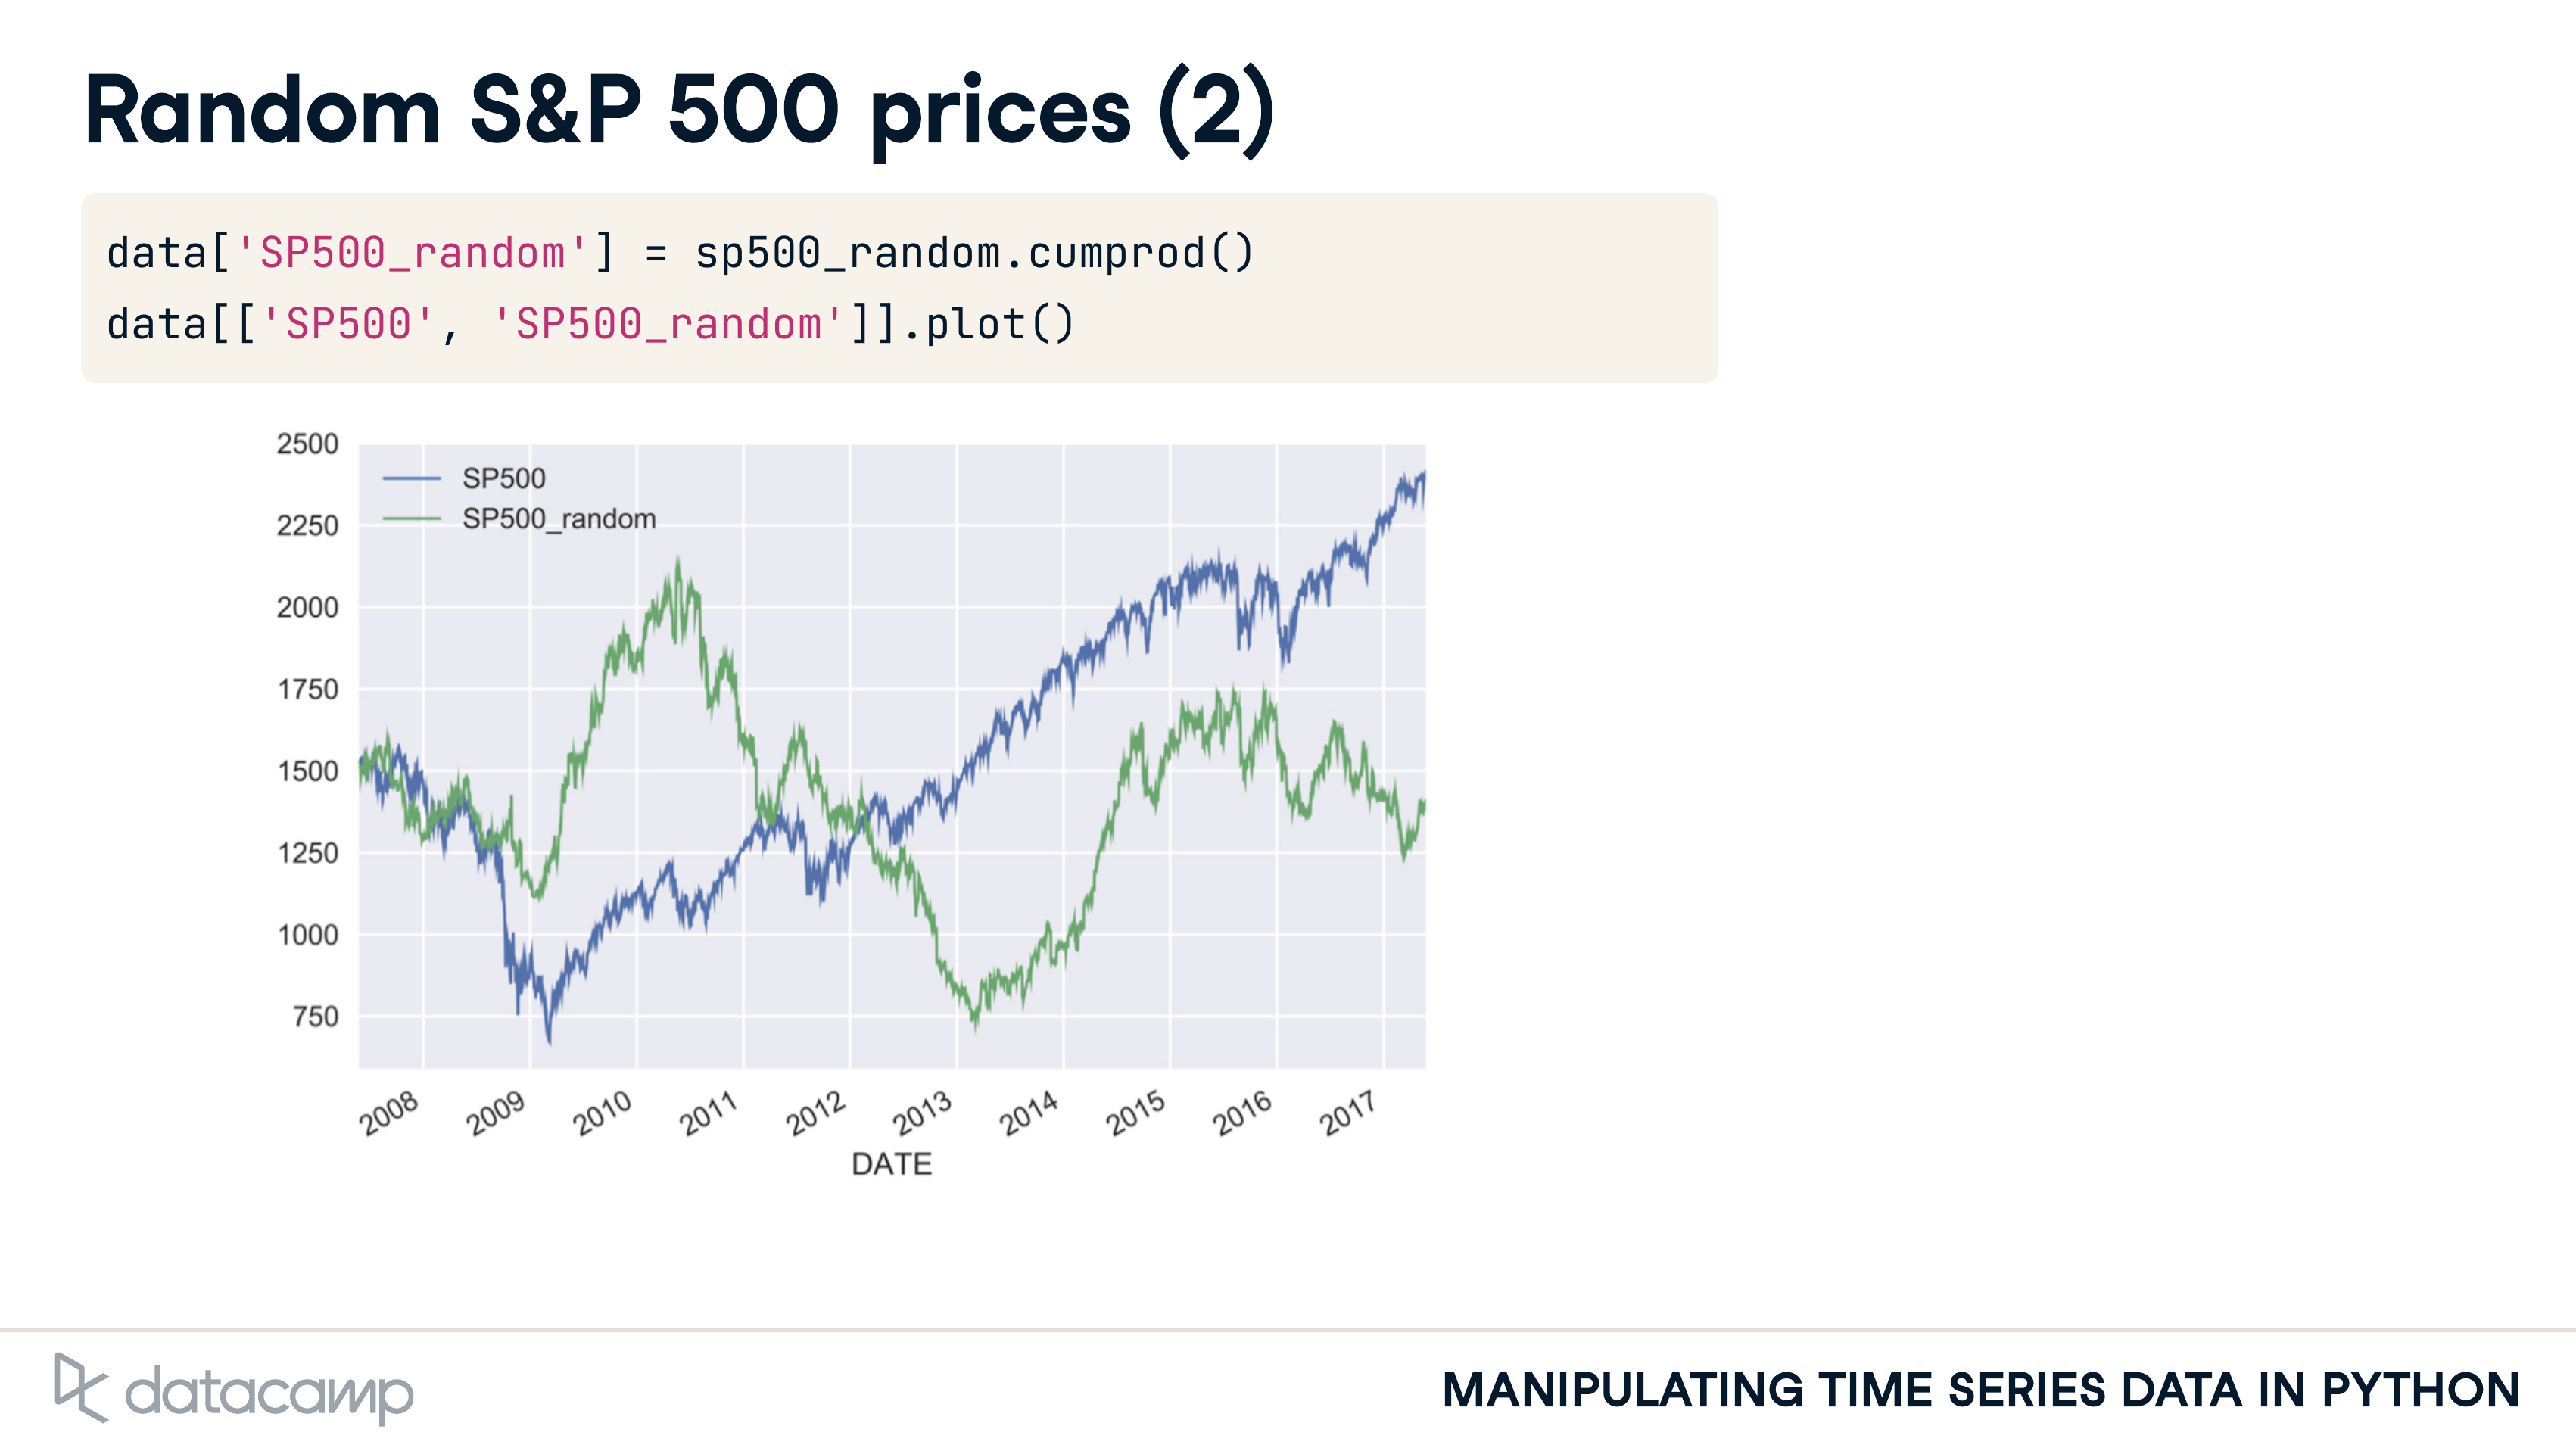 Random S&P 500 prices (2)
data['SP500_random'] = sp500_random.cumprod()
data[['SP500', 'SP500_random']].plot()
2500
2250
2000
1750
1500
1250
1000
750
SP500
SP500_random
2008 2009 2010 2011 2012 2013 2014 2015 2016 2017
DATE
datacamp
MANIPULATING TIME SERIES DATA IN PYTHON